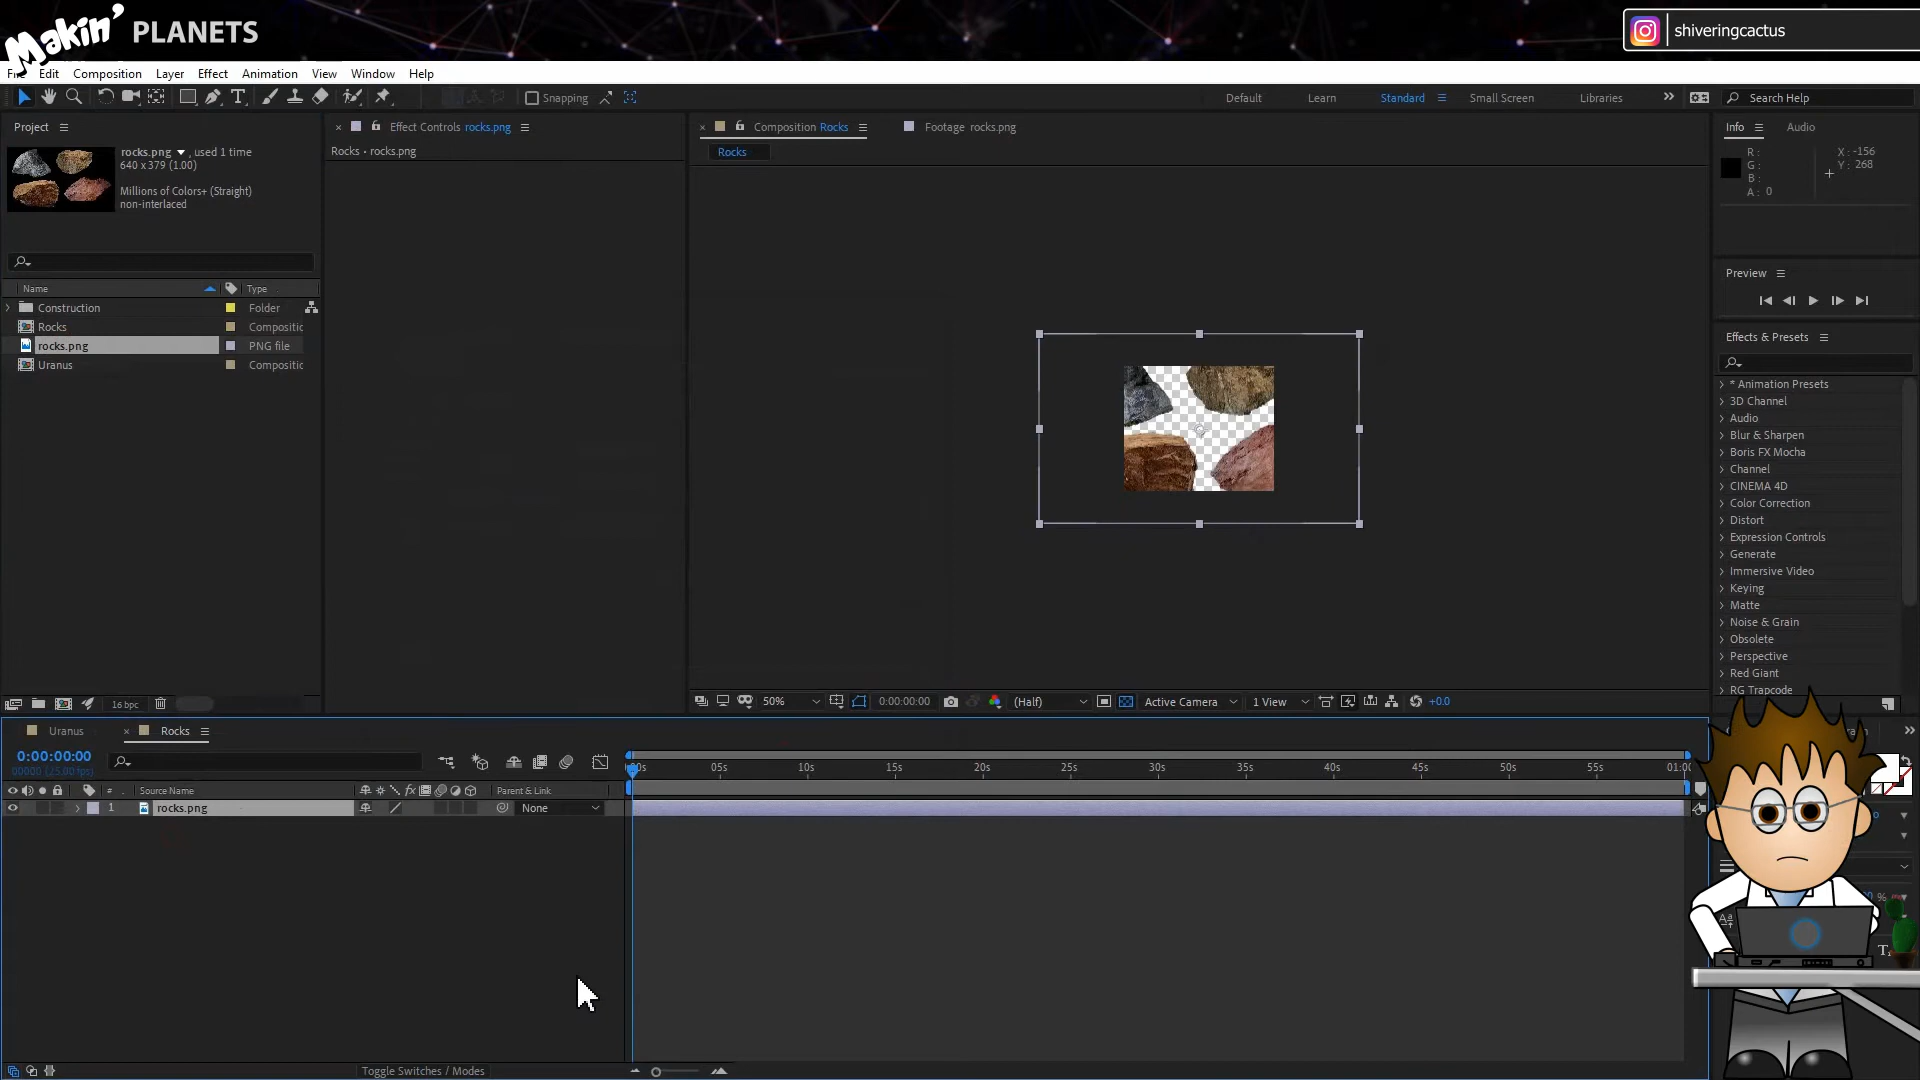 Makin' PLANETS
shiveringcactus
File Edit Composition Layer Effect Animation View Window Help
Snapping
Default Learn Standard Small Screen Libraries Search Help
Project
Effect Controls rocks.png
Composition Rocks
Footage rocks.png
Info Audio
rocks.png , used 1 time
640 x 379 (1.00)
Millions of Colors+ (Straight)
non-interlaced
Rocks • rocks.png
Rocks
R :
G :
B :
A : 0
X : -156
Y : 268
Preview
Name Type
Construction Folder
Rocks Compositic
rocks.png PNG file
Uranus Compositic
Effects & Presets
* Animation Presets
3D Channel
Audio
Blur & Sharpen
Boris FX Mocha
Channel
CINEMA 4D
Color Correction
Distort
Expression Controls
Generate
Immersive Video
Keying
Matte
Noise & Grain
Obsolete
Perspective
Red Giant
RG Trapcode
16 bpc
50% 0:00:00:00 (Half) Active Camera 1 View +0.0
Uranus Rocks
0:00:00:00
00000 (25.00 fps)
00s 05s 10s 15s 20s 25s 30s 35s 40s 45s 50s 55s 01:00
# Source Name fx Parent & Link
1 rocks.png None
Toggle Switches / Modes